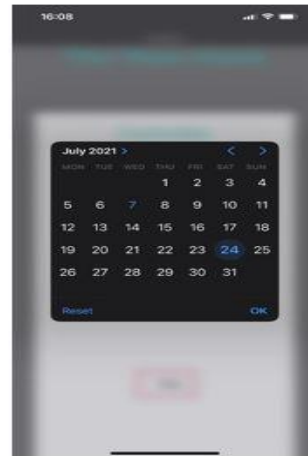 16:08
July 2021 >
MON TUE WED THU FRI SAT SUN
1 2 3 4
5 6 7 8 9 10 11
12 13 14 15 16 17 18
19 20 21 22 23 24 25
26 27 28 29 30 31
Reset OK